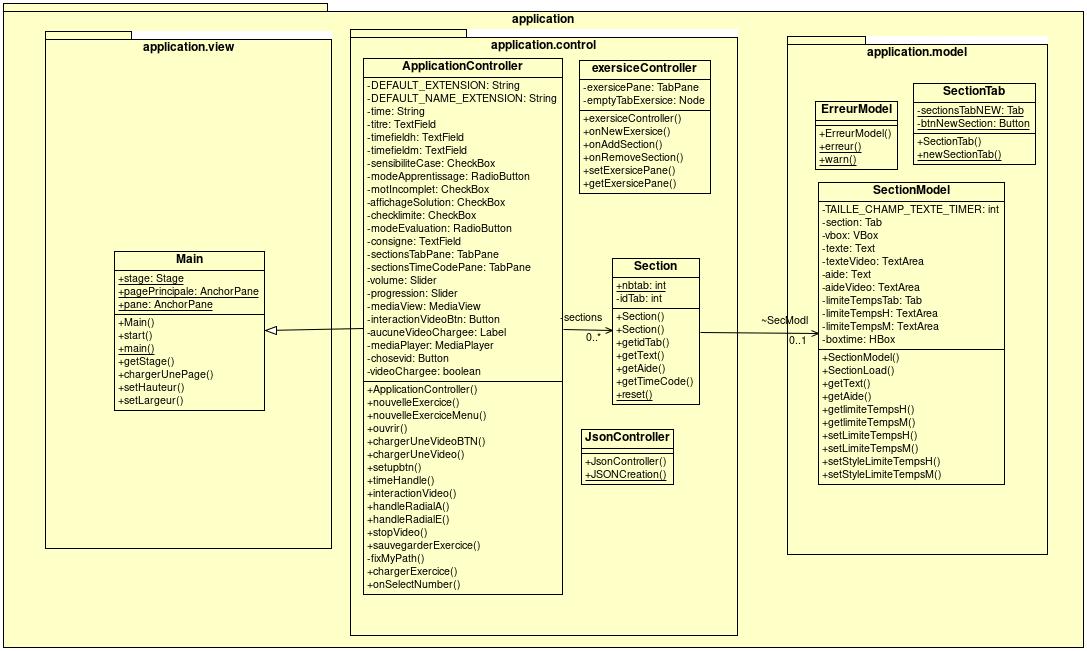 application
application.view
Main
+stage: Stage
+pagePrincipale: AnchorPane
+pane: AnchorPane
+Main()
+start()
+main()
+getStage()
+chargerUnePage()
+setHauteur()
+setLargeur()
application.control
ApplicationController
-DEFAULT_EXTENSION: String
-DEFAULT_NAME_EXTENSION: String
-time: String
-titre: TextField
-timefieldh: TextField
-timefieldm: TextField
-sensibiliteCase: CheckBox
-modeApprentissage: RadioButton
-motIncomplet: CheckBox
-affichageSolution: CheckBox
-checklimite: CheckBox
-modeEvaluation: RadioButton
-consigne: TextField
-sectionsTabPane: TabPane
-sectionsTimeCodePane: TabPane
-volume: Slider
-progression: Slider
-mediaView: MediaView
-interactionVideoBtn: Button
-aucuneVideoChargee: Label
-mediaPlayer: MediaPlayer
-chosevid: Button
-videoChargee: boolean
+ApplicationController()
+nouvelleExercice()
+nouvelleExerciceMenu()
+ouvrir()
+chargerUneVideoBTN()
+chargerUneVideo()
+setupbtn()
+timeHandle()
+interactionVideo()
+handleRadialA()
+handleRadialE()
+stopVideo()
+sauvegarderExercice()
-fixMyPath()
+chargerExercice()
+onSelectNumber()
exersiceController
-exersicePane: TabPane
-emptyTabExersice: Node
+exersiceController()
+onNewExersice()
+onAddSection()
+onRemoveSection()
+setExersicePane()
+getExersicePane()
-sections
0..*
Section
+nbtab: int
-idTab: int
+Section()
+Section()
+getidTab()
+getText()
+getAide()
+getTimeCode()
+reset()
JsonController
+JsonController()
+JSONCreation()
~SecModl
0..1
application.model
ErreurModel
+ErreurModel()
+erreur()
+warn()
SectionTab
-sectionsTabNEW: Tab
-btnNewSection: Button
+SectionTab()
+newSectionTab()
SectionModel
-TAILLE_CHAMP_TEXTE_TIMER: int
-section: Tab
-vbox: VBox
-texte: Text
-texteVideo: TextArea
-aide: Text
-aideVideo: TextArea
-limiteTempsTab: Tab
-limiteTempsH: TextArea
-limiteTempsM: TextArea
-boxtime: HBox
+SectionModel()
+SectionLoad()
+getText()
+getAide()
+getlimiteTempsH()
+getlimiteTempsM()
+setLimiteTempsH()
+setLimiteTempsM()
+setStyleLimiteTempsH()
+setStyleLimiteTempsM()